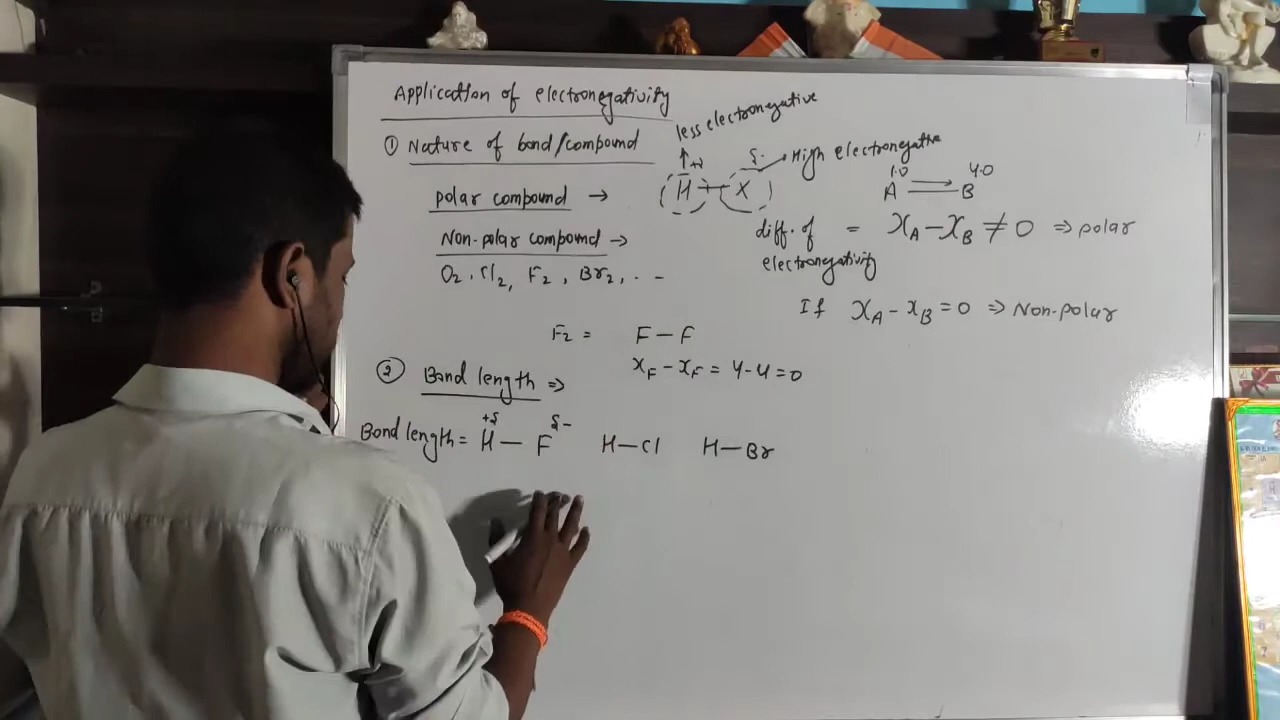 Application of electronegativity
less electronegative
① Nature of bond/compound
δ- High electronegative
polar compound → H — X
1.0 4.0
A B
Non-polar compound →
diff. of electronegativity = xA – xB ≠ 0 ⇒ polar
O2, Cl2, F2, Br2, . --
If xA - xB = 0 ⇒ Non-polar
F2 = F – F
xF – xF = 4-4 = 0
② Bond length ⇒
+δ δ-
Bond length = H – F H–Cl H–Br